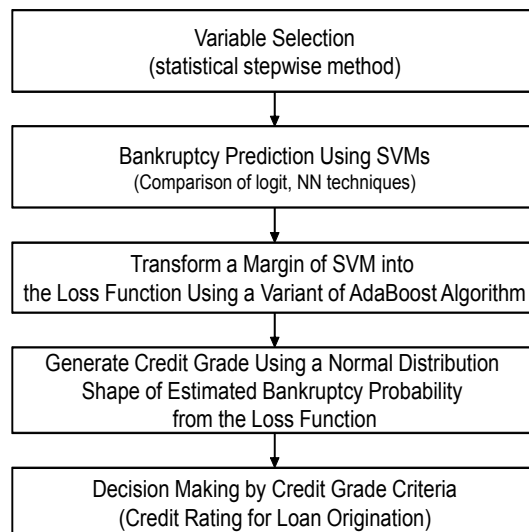 Variable Selection
(statistical stepwise method)
Bankruptcy Prediction Using SVMs
(Comparison of logit, NN techniques)
Transform a Margin of SVM into
the Loss Function Using a Variant of AdaBoost Algorithm
Generate Credit Grade Using a Normal Distribution
Shape of Estimated Bankruptcy Probability
from the Loss Function
Decision Making by Credit Grade Criteria
(Credit Rating for Loan Origination)